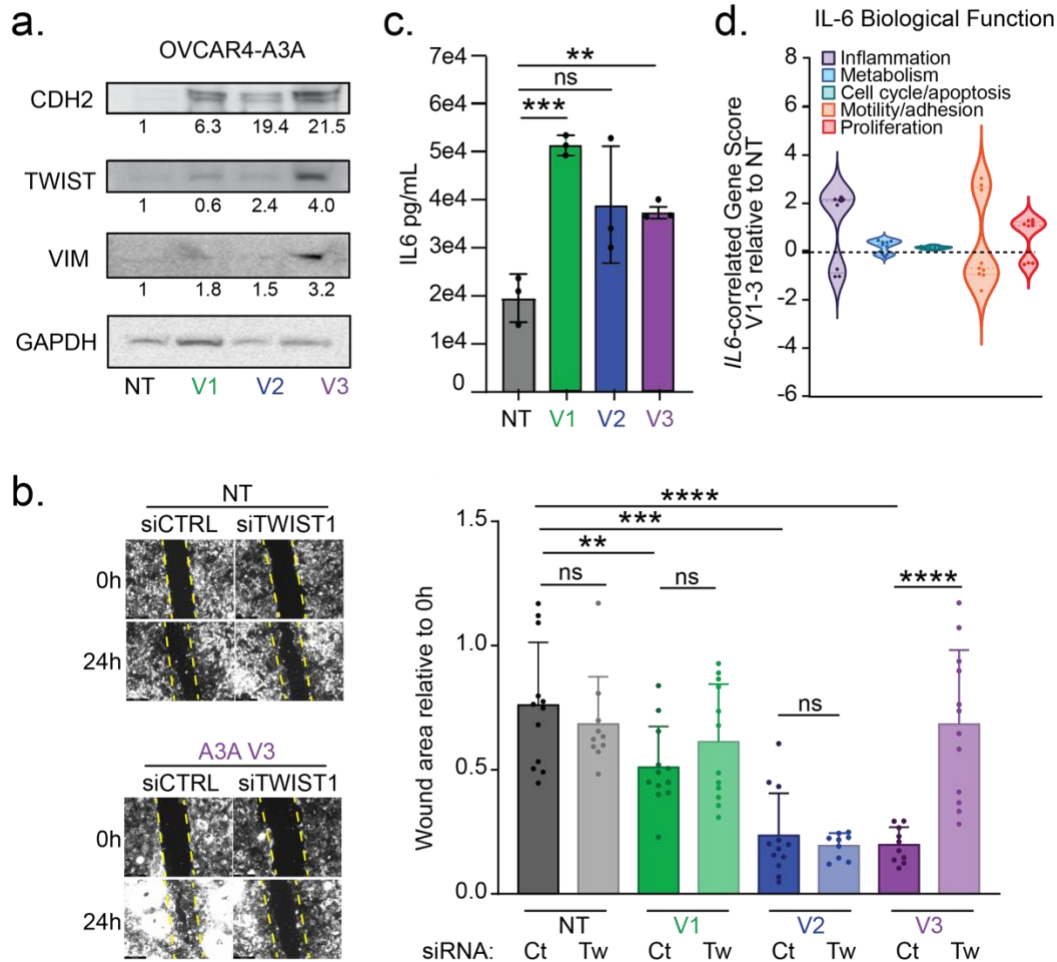 a.
OVCAR4-A3A
CDH2
1 6.3 19.4 21.5
TWIST
1 0.6 2.4 4.0
VIM
1 1.8 1.5 3.2
GAPDH
NT V1 V2 V3
c.
IL6 pg/mL
7e4
6e4
5e4
4e4
3e4
2e4
1e4
0
**
ns
***
NT V1 V2 V3
d.
IL-6 Biological Function
IL6-correlated Gene Score
V1-3 relative to NT
8
6
4
2
0
-2
-4
-6
Inflammation
Metabolism
Cell cycle/apoptosis
Motility/adhesion
Proliferation
b.
NT
siCTRL siTWIST1
0h
24h
A3A V3
siCTRL siTWIST1
0h
24h
Wound area relative to 0h
1.5
1.0
0.5
0.0
****
***
**
ns
ns
ns
****
NT V1 V2 V3
siRNA: Ct Tw Ct Tw Ct Tw Ct Tw